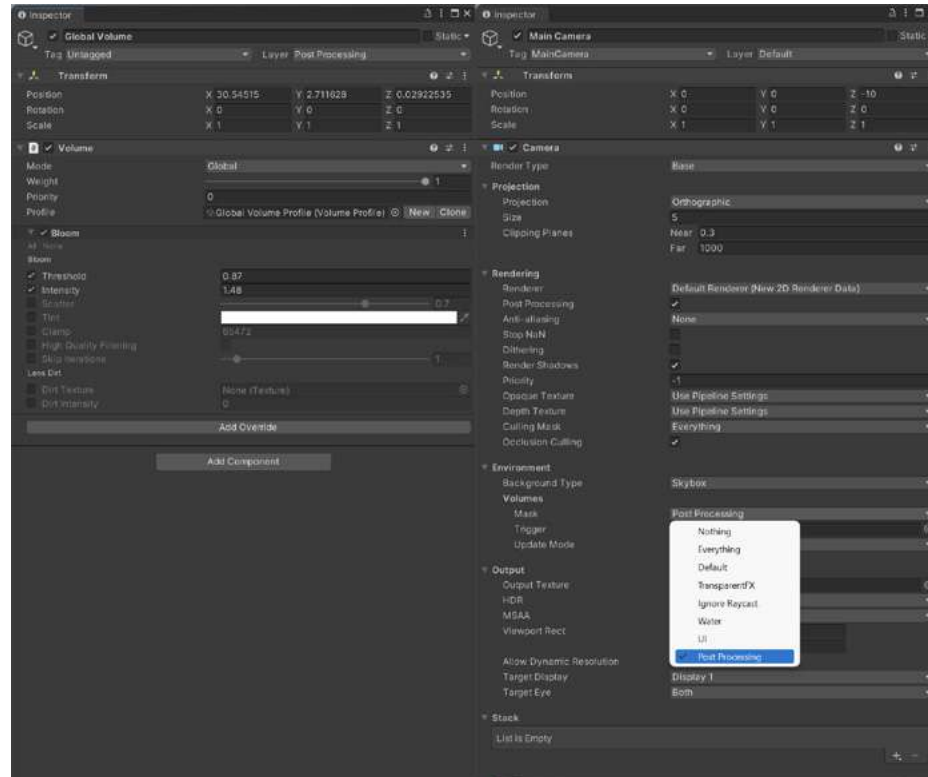 Inspector
Global Volume
Static
Tag Untagged
Layer Post Processing
Transform
Position X 30.54515 Y 2.711628 Z 0.02922535
Rotation X 0 Y 0 Z 0
Scale X 1 Y 1 Z 1
Volume
Mode Global
Weight 1
Priority 0
Profile Global Volume Profile (Volume Profile) New Clone
Bloom
All None
Bloom
Threshold 0.87
Intensity 1.48
Scatter 0.7
Tint
Clamp 65472
High Quality Filtering
Skip Iterations 1
Lens Dirt
Dirt Texture None (Texture)
Dirt Intensity 0
Add Override
Add Component
Inspector
Main Camera
Static
Tag MainCamera
Layer Default
Transform
Position X 0 Y 0 Z -10
Rotation X 0 Y 0 Z 0
Scale X 1 Y 1 Z 1
Camera
Render Type Base
Projection
Projection Orthographic
Size 5
Clipping Planes Near 0.3
Far 1000
Rendering
Renderer Default Renderer (New 2D Renderer Data)
Post Processing
Anti-aliasing None
Stop NaN
Dithering
Render Shadows
Priority -1
Opaque Texture Use Pipeline Settings
Depth Texture Use Pipeline Settings
Culling Mask Everything
Occlusion Culling
Environment
Background Type Skybox
Volumes
Mask Post Processing
Trigger
Update Mode
Nothing
Everything
Default
TransparentFX
Ignore Raycast
Water
UI
Post Processing
Output
Output Texture
HDR
MSAA
Viewport Rect
Allow Dynamic Resolution
Target Display Display 1
Target Eye Both
Stack
List is Empty